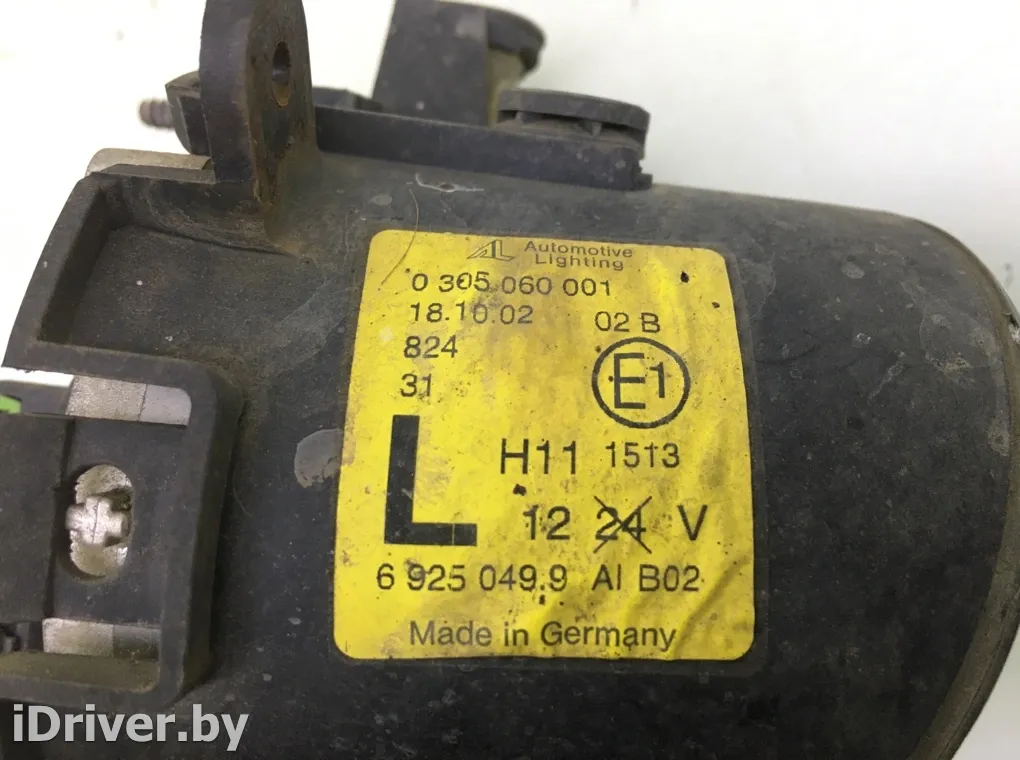 AL Automotive
Lighting
0 305 060 001
18.10.02 02 B
824
31
E1
L H11 1513
12 24 V
6 925 049.9 AI B02
Made in Germany
iDriver.by